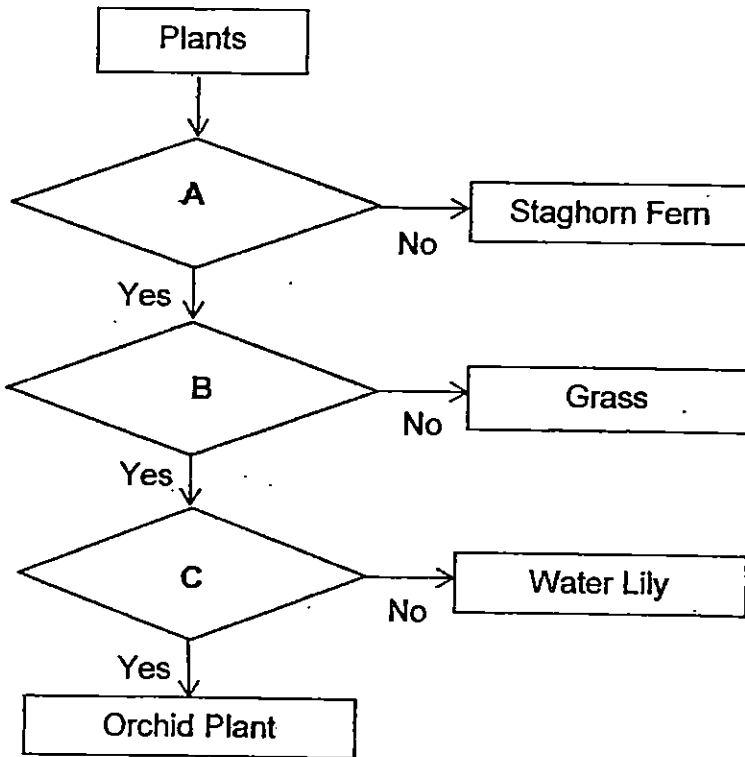 Plants
A
Staghorn Fern
No
Yes
B
Grass
No
Yes
C
Water Lily
No
Yes
Orchid Plant